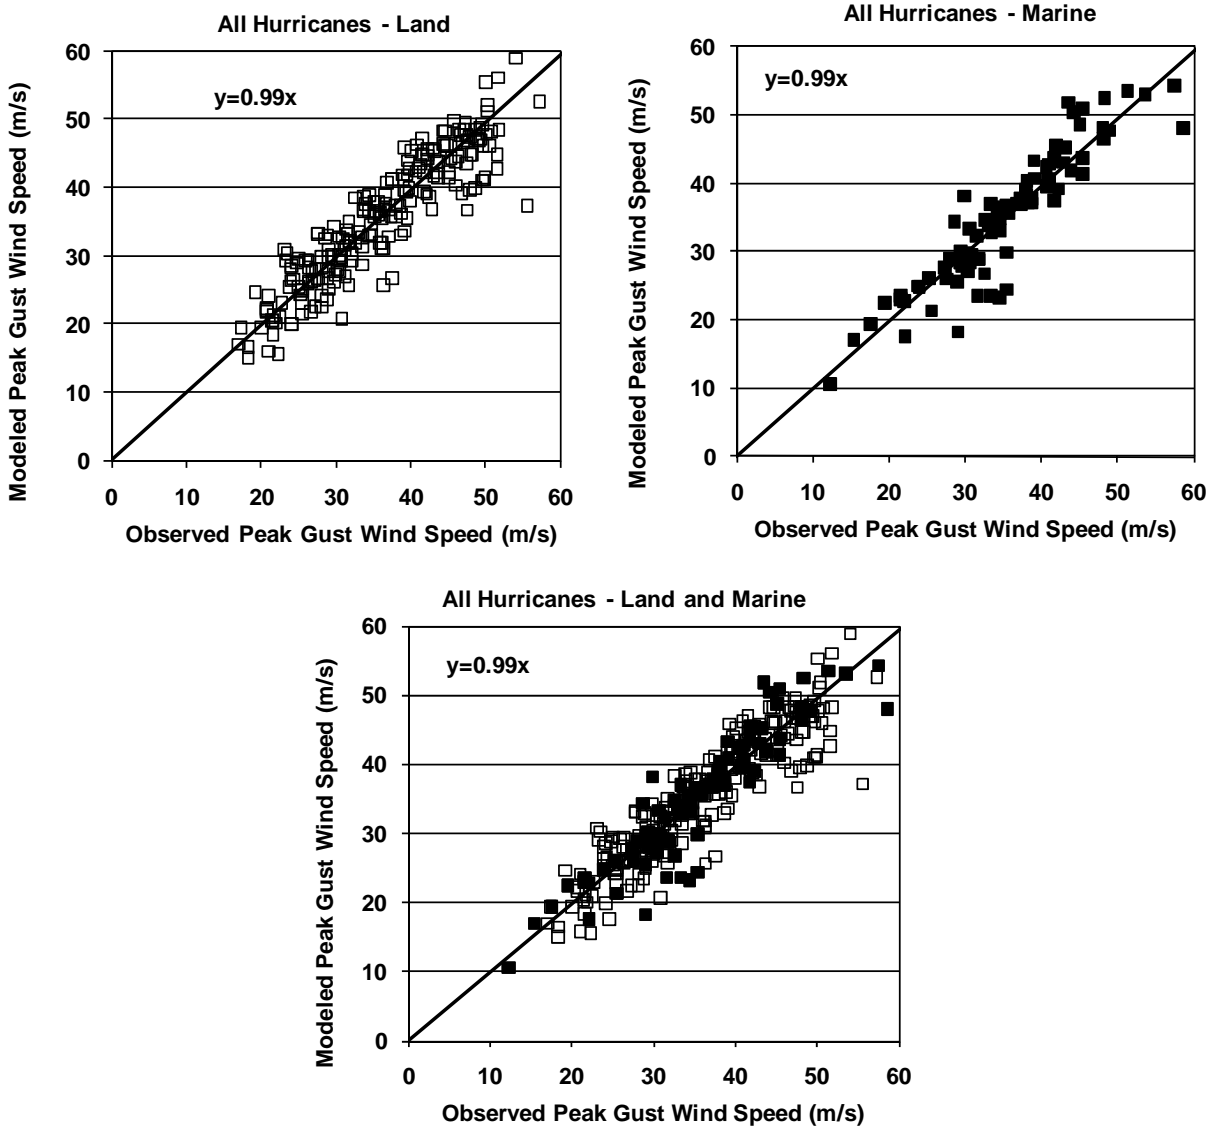 All Hurricanes - Land
60
50
40
30
20
10
0
y=0.99x
0 10 20 30 40 50 60
Modeled Peak Gust Wind Speed (m/s)
Observed Peak Gust Wind Speed (m/s)
All Hurricanes - Marine
60
50
40
30
20
10
0
y=0.99x
0 10 20 30 40 50 60
Modeled Peak Gust Wind Speed (m/s)
Observed Peak Gust Wind Speed (m/s)
All Hurricanes - Land and Marine
60
50
40
30
20
10
0
y=0.99x
0 10 20 30 40 50 60
Modeled Peak Gust Wind Speed (m/s)
Observed Peak Gust Wind Speed (m/s)